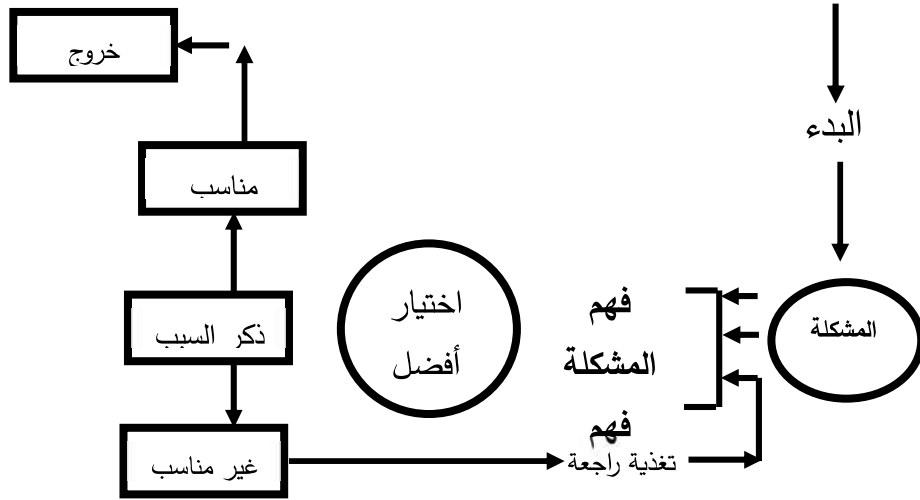 البدء
المشكلة
فهم
المشكلة
فهم
تغذية راجعة
اختيار
أفضل
ذكر السبب
مناسب
غير مناسب
خروج